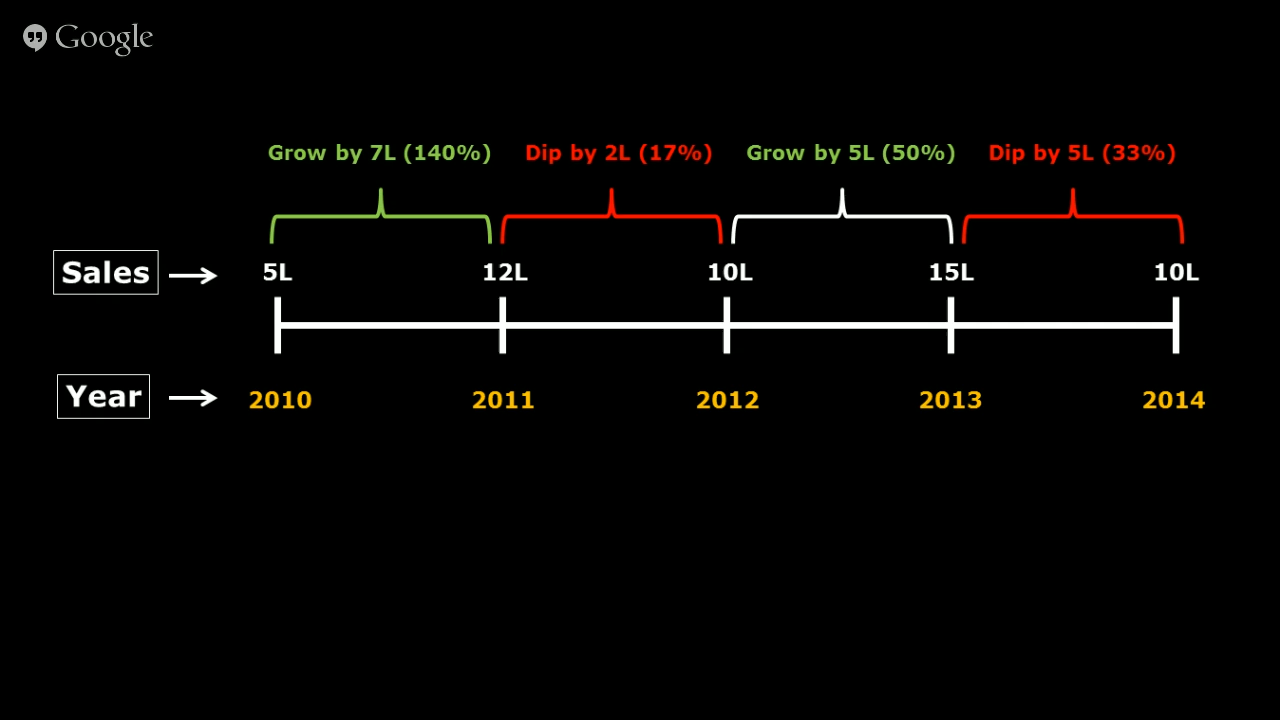 Google
Grow by 7L (140%) Dip by 2L (17%) Grow by 5L (50%) Dip by 5L (33%)
Sales 5L 12L 10L 15L 10L
Year 2010 2011 2012 2013 2014